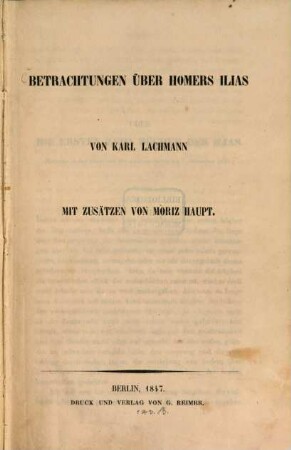 BETRACHTUNGEN ÜBER HOMERS ILIAS
VON KARL LACHMANN
MIT ZUSÄTZEN VON MORIZ HAUPT.
BERLIN, 1847.
DRUCK UND VERLAG VON G. REIMER.